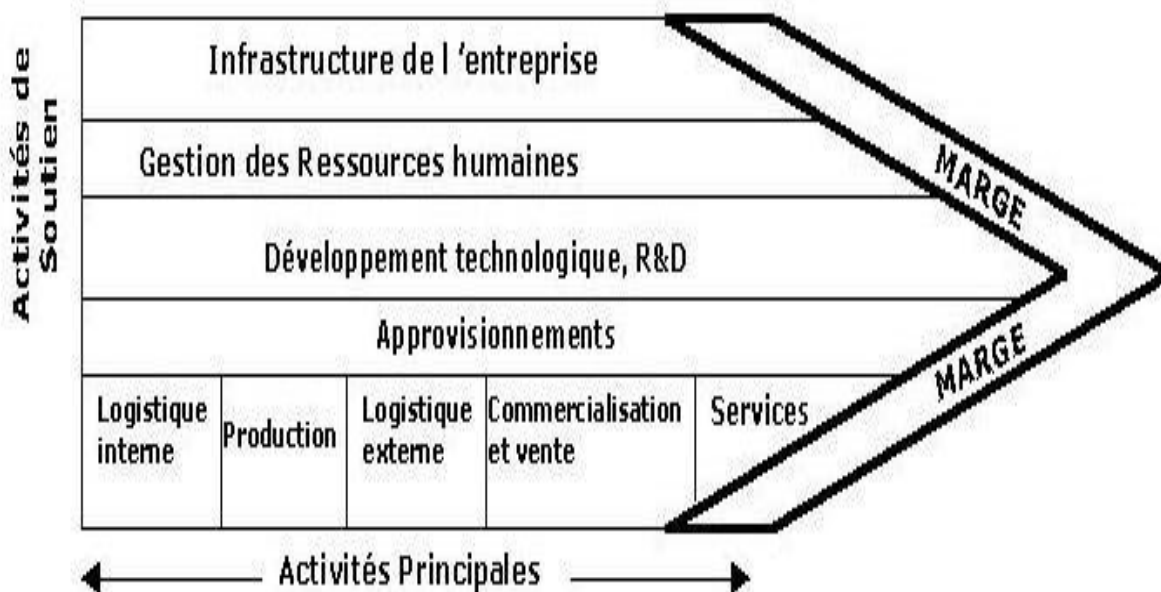 Activités de
Soutien
Infrastructure de l 'entreprise
Gestion des Ressources humaines
Développement technologique, R&D
Approvisionnements
MARGE
MARGE
Logistique
interne
Production
Logistique
externe
Commercialisation
et vente
Services
Activités Principales